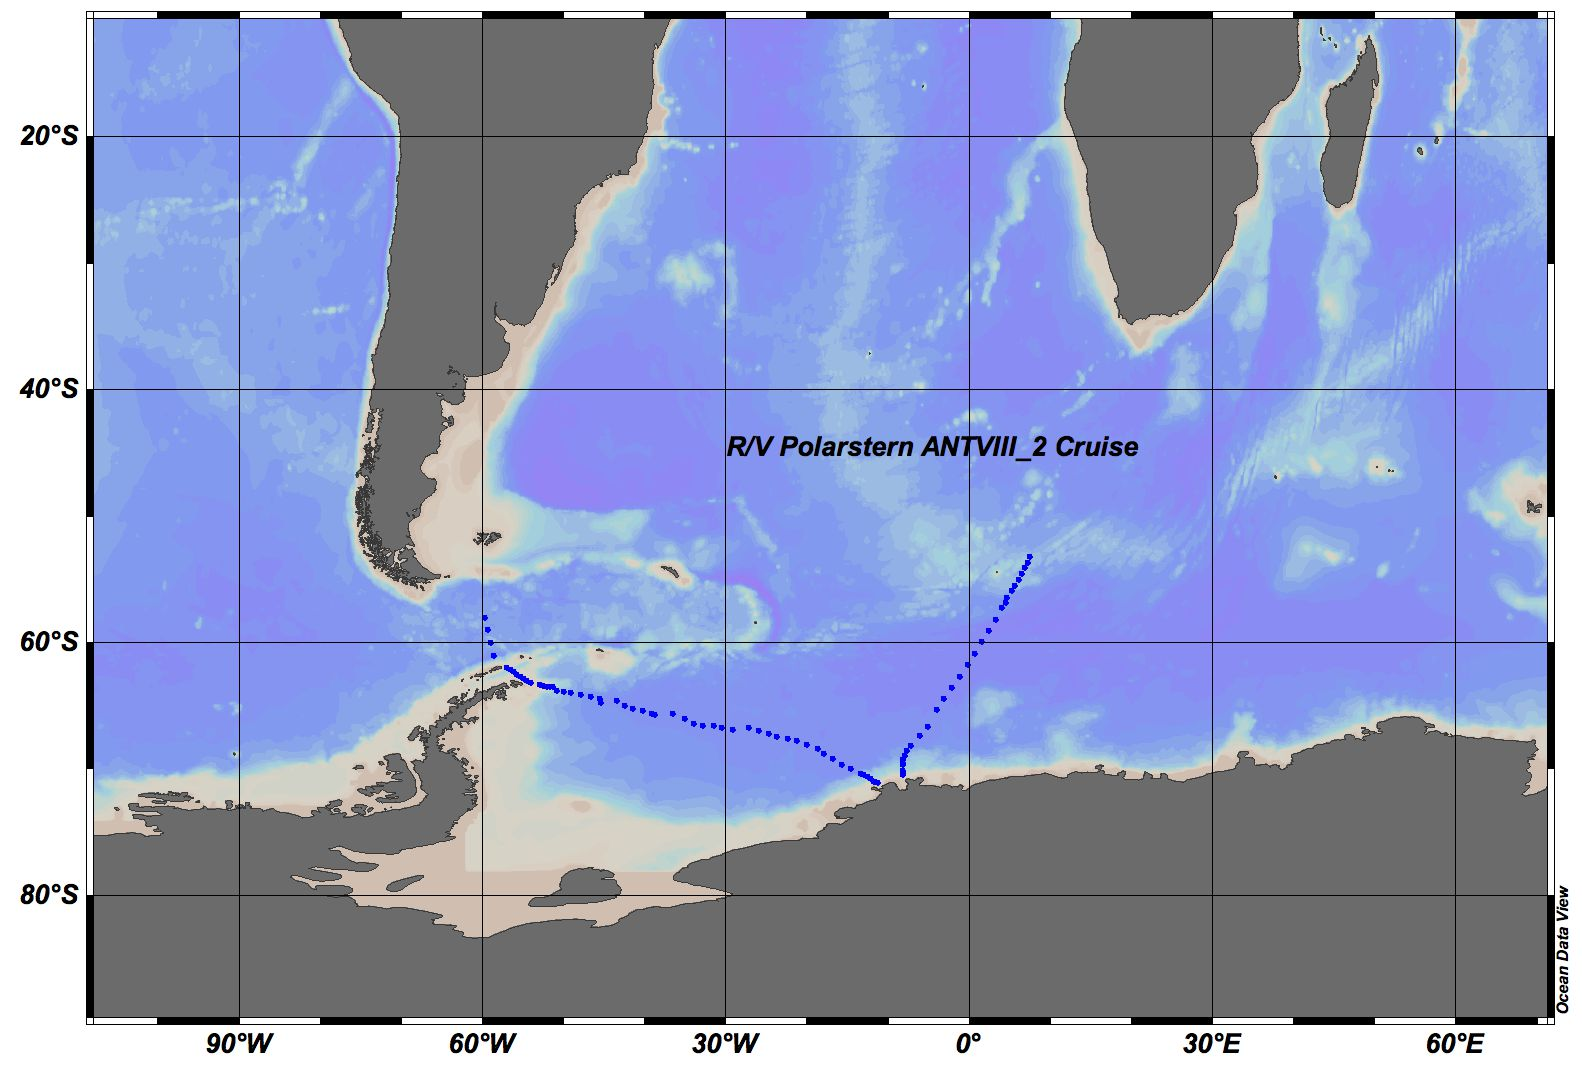 20°S
40°S
R/V Polarstern ANTVIII_2 Cruise
60°S
80°S
Ocean Data View
90°W
60°W
30°W
0°
30°E
60°E